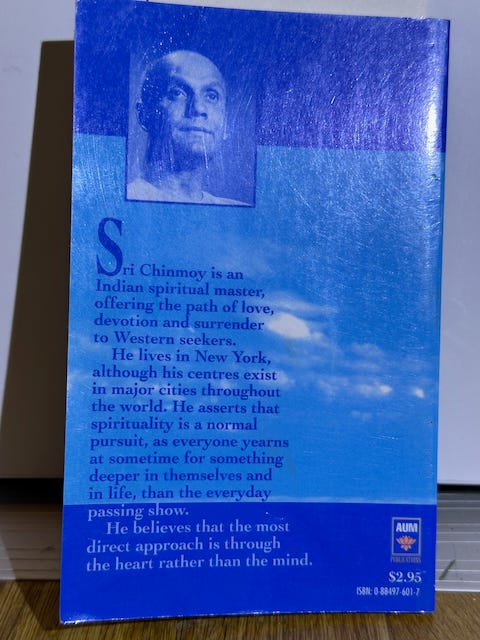 Sri Chinmoy is an
Indian spiritual master,
offering the path of love,
devotion and surrender
to Western seekers.
He lives in New York,
although his centres exist
in major cities throughout
the world. He asserts that
spirituality is a normal
pursuit, as everyone yearns
at sometime for something
deeper in themselves and
in life, than the everyday
passing show.
He believes that the most
direct approach is through
the heart rather than the mind.
AUM
PUBLICATIONS
$2.95
ISBN: 0-88497-601-7